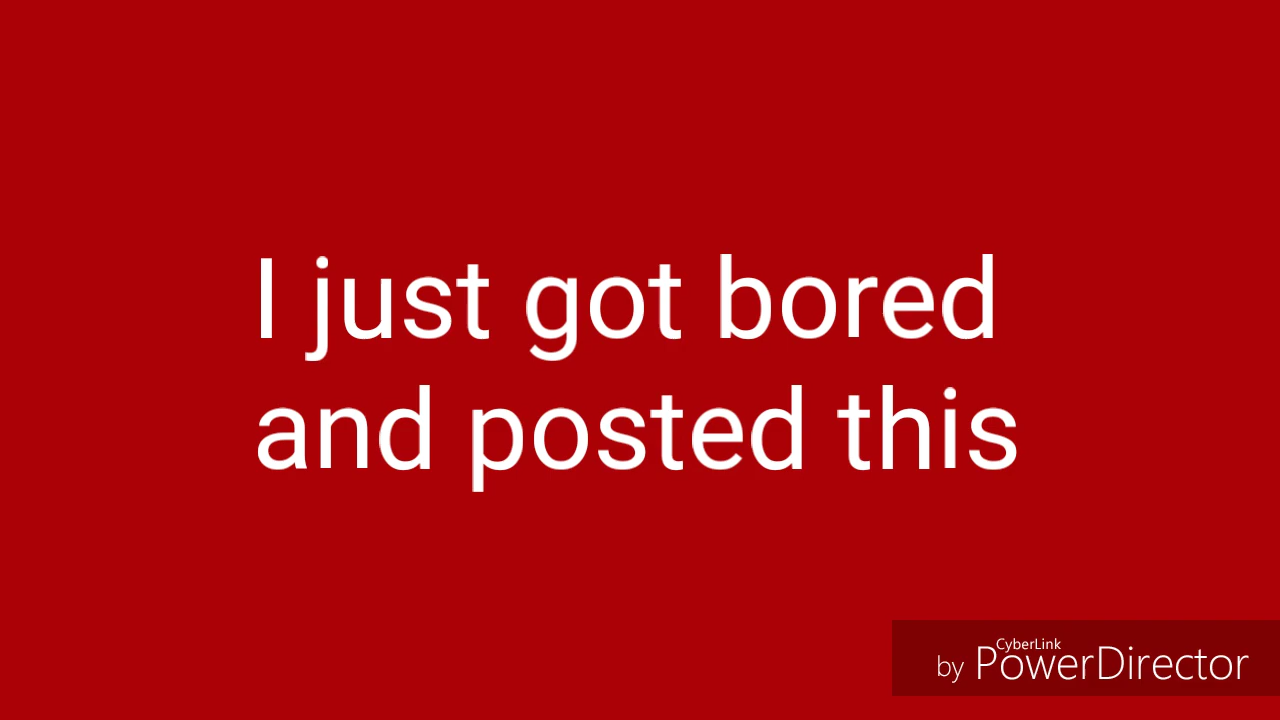 I just got bored
and posted this
CyberLink
by PowerDirector